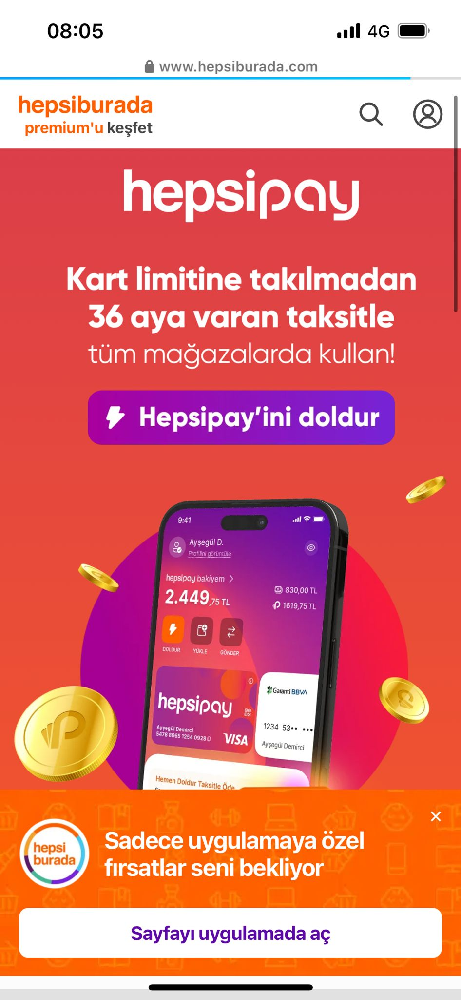 08:05
4G
www.hepsiburada.com
hepsiburada
premium'u keşfet
hepsipay
Kart limitine takılmadan
36 aya varan taksitle
tüm mağazalarda kullan!
Hepsipay’ini doldur
9:41
Ayşegül D.
Profilini görüntüle
hepsipay bakiyem
830,00 TL
2.449,75 TL
1619,75 TL
DOLDUR YÜKLE GÖNDER
Garanti BBVA
hepsipay
1234 53•• •••
Ayşegül Demirci
5478 8965 1254 0928
VISA
Ayşegül Demirci
Hemen Doldur Taksitle Öde
Sadece uygulamaya özel
fırsatlar seni bekliyor
hepsi
burada
Sayfayı uygulamada aç